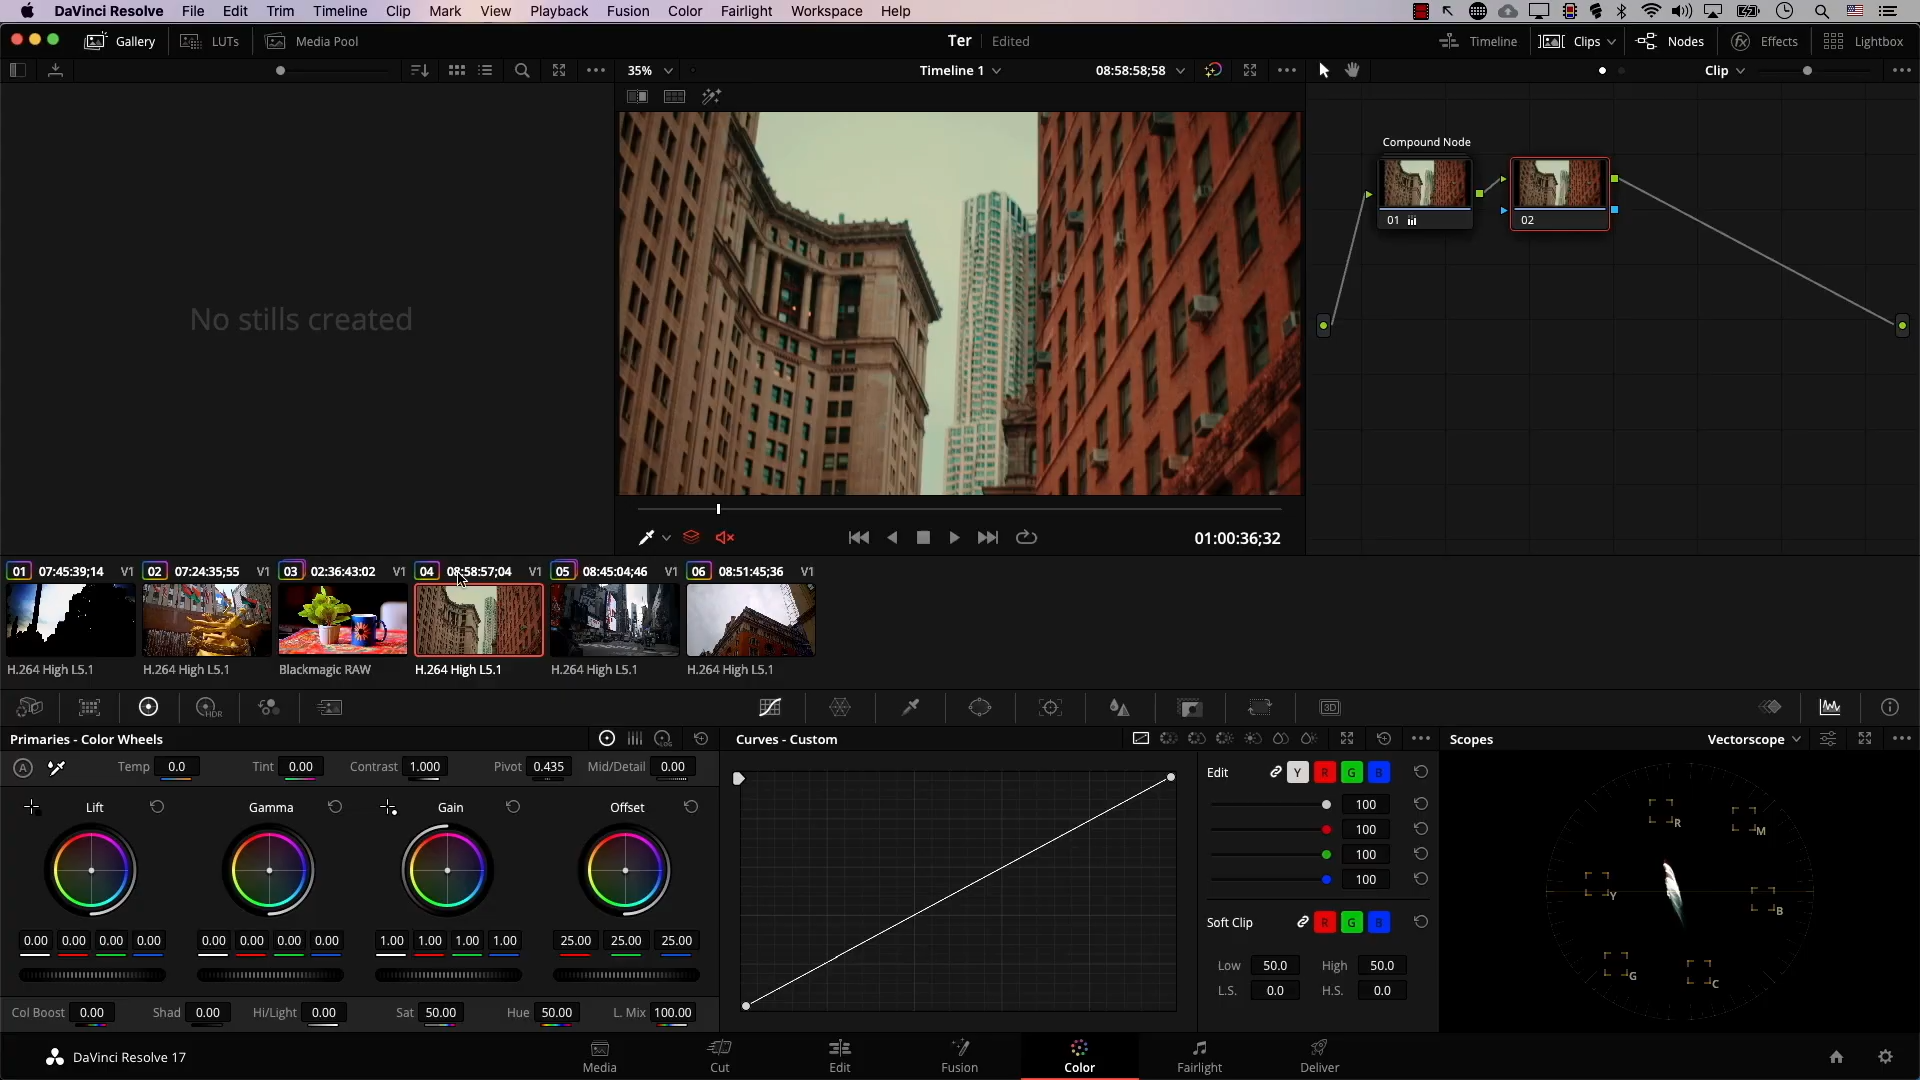 DaVinci Resolve File Edit Trim Timeline Clip Mark View Playback Fusion Color Fairlight Workspace Help
Gallery LUTs Media Pool Ter Edited Timeline Clips Nodes Effects Lightbox
35% Timeline 1 08:58:58;58 Clip
No stills created
Compound Node
01 02
01:00:36;32
01 07:45:39;14 V1 02 07:24:35;55 V1 03 02:36:43:02 V1 04 08:58:57;04 V1 05 08:45:04;46 V1 06 08:51:45;36 V1
H.264 High L5.1 H.264 High L5.1 Blackmagic RAW H.264 High L5.1 H.264 High L5.1 H.264 High L5.1
HDR 3D
Primaries - Color Wheels LOG Curves - Custom Scopes Vectorscope
A Temp 0.0 Tint 0.00 Contrast 1.000 Pivot 0.435 Mid/Detail 0.00
Edit Y R G B
Lift Gamma Gain Offset
100
100
100
100
R M
Y B
G C
Soft Clip R G B
0.00 0.00 0.00 0.00 0.00 0.00 0.00 0.00 1.00 1.00 1.00 1.00 25.00 25.00 25.00
Low 50.0 High 50.0
L.S. 0.0 H.S. 0.0
Col Boost 0.00 Shad 0.00 Hi/Light 0.00 Sat 50.00 Hue 50.00 L. Mix 100.00
DaVinci Resolve 17 Media Cut Edit Fusion Color Fairlight Deliver